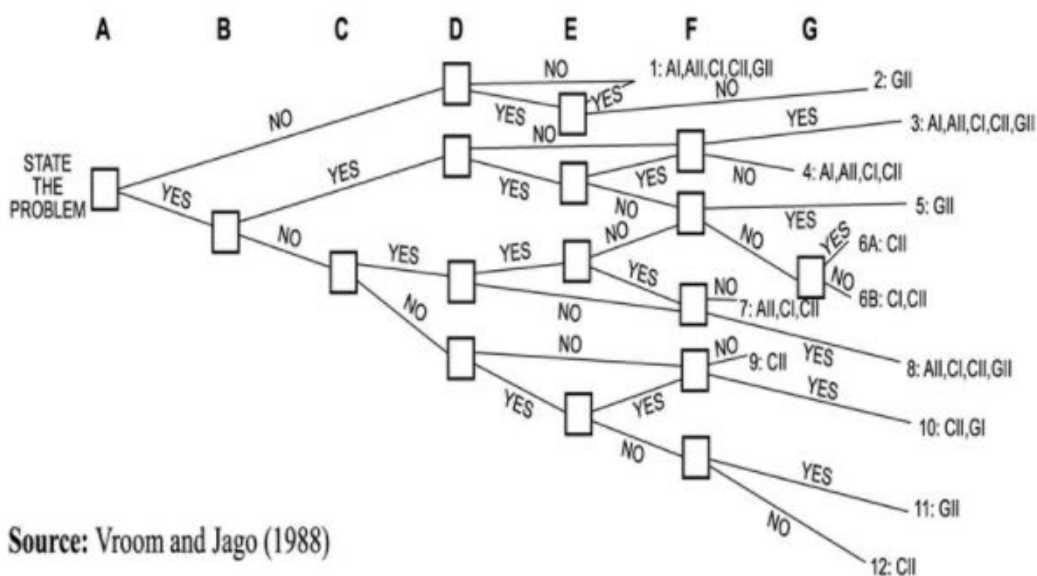 A B C D E F G
NO
1: AI,AII,CI,CII,GII
YES
NO
2: GII
NO
YES
NO
YES
3: AI,AII,CI,CII,GII
STATE
THE
PROBLEM
YES
YES
YES
YES
NO
4: AI,AII,CI,CII
NO
YES
5: GII
NO
YES
YES
NO
NO
YES
6A: CII
NO
6B: CI,CII
YES
NO
7: AII,CI,CII
NO
NO
NO
NO
9: CII
YES
8: AII,CI,CII,GII
YES
YES
YES
10: CII,GI
NO
YES
11: GII
NO
12: CII
Source: Vroom and Jago (1988)